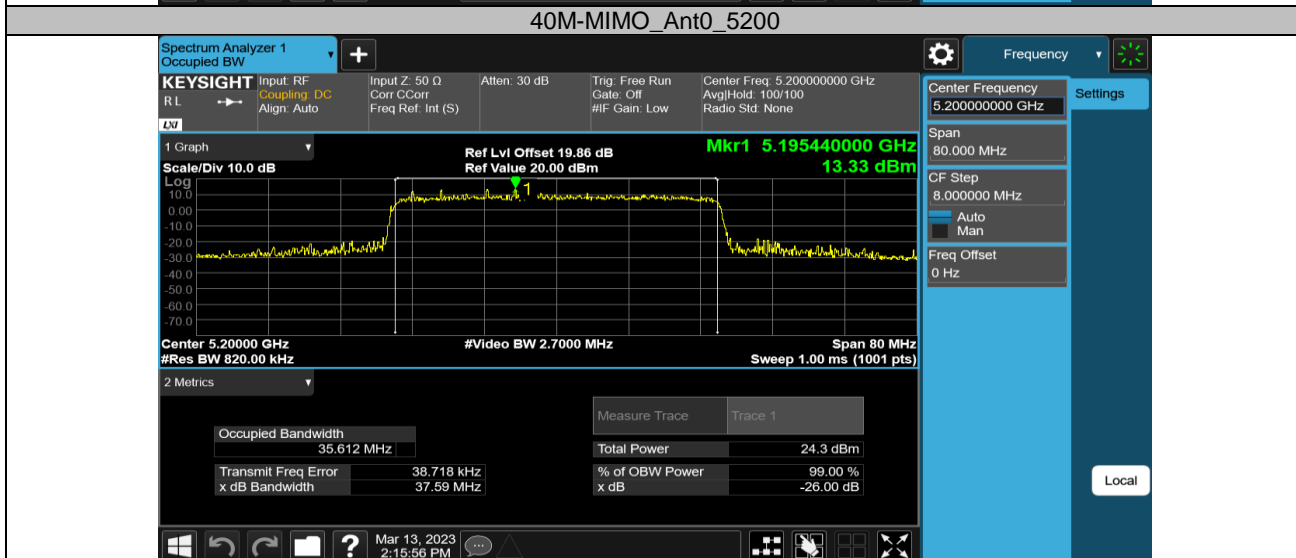 40M-MIMO_Ant0_5200
Spectrum Analyzer 1
Occupied BW
+
Frequency
KEYSIGHT
R L
LXI
Input: RF
Coupling: DC
Align: Auto
Input Z: 50 Ω
Corr CCorr
Freq Ref: Int (S)
Atten: 30 dB
Trig: Free Run
Gate: Off
#IF Gain: Low
Center Freq: 5.200000000 GHz
Avg|Hold: 100/100
Radio Std: None
Center Frequency
5.200000000 GHz
Settings
Span
80.000 MHz
CF Step
8.000000 MHz
Auto
Man
Freq Offset
0 Hz
1 Graph
Scale/Div 10.0 dB
Ref Lvl Offset 19.86 dB
Ref Value 20.00 dBm
Mkr1 5.195440000 GHz
13.33 dBm
Log
10.0
0.00
-10.0
-20.0
-30.0
-40.0
-50.0
-60.0
-70.0
1
Center 5.20000 GHz
#Res BW 820.00 kHz
#Video BW 2.7000 MHz
Span 80 MHz
Sweep 1.00 ms (1001 pts)
2 Metrics
Measure Trace Trace 1
Occupied Bandwidth
35.612 MHz
Total Power 24.3 dBm
Transmit Freq Error 38.718 kHz
% of OBW Power 99.00 %
x dB Bandwidth 37.59 MHz
x dB -26.00 dB
Local
?
Mar 13, 2023
2:15:56 PM